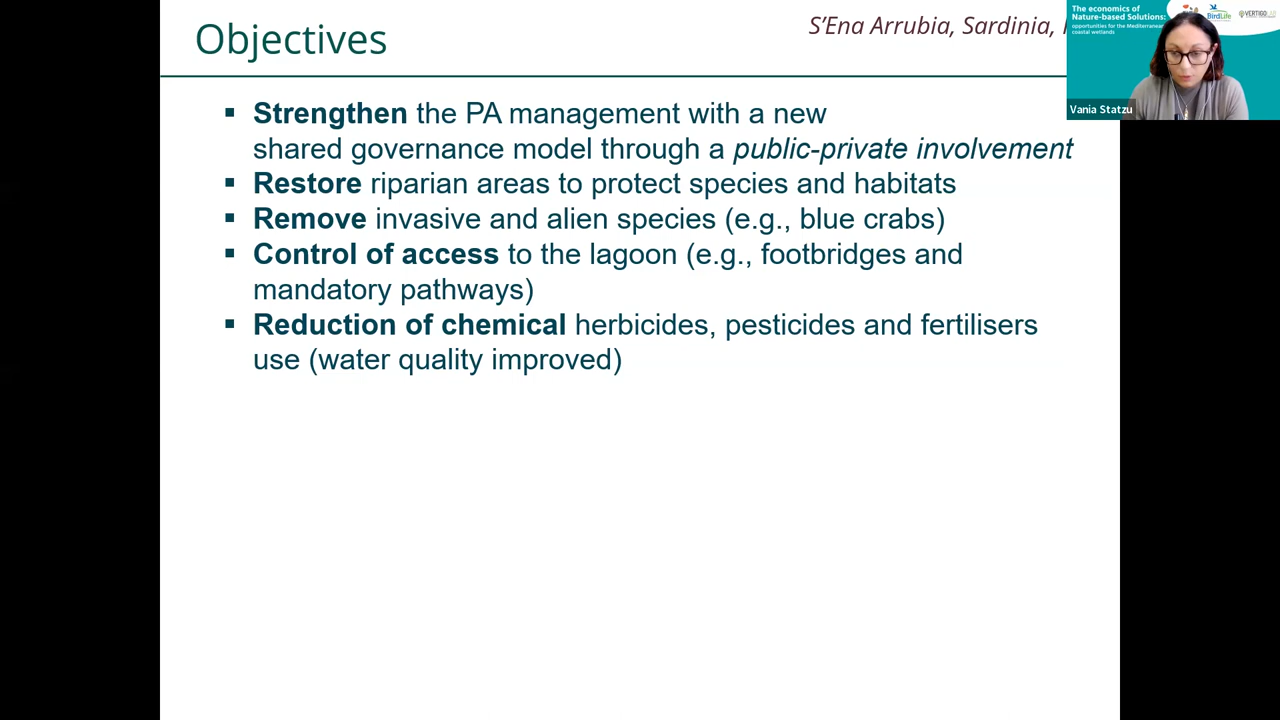 Objectives
S'Ena Arrubia, Sardinia,
▪ Strengthen the PA management with a new
shared governance model through a public-private involvement
▪ Restore riparian areas to protect species and habitats
▪ Remove invasive and alien species (e.g., blue crabs)
▪ Control of access to the lagoon (e.g., footbridges and
mandatory pathways)
▪ Reduction of chemical herbicides, pesticides and fertilisers
use (water quality improved)
The economics of
Nature-based Solutions:
opportunities for the Mediterranean
coastal wetlands
BirdLife
VERTIGOLAB
Vania Statzu